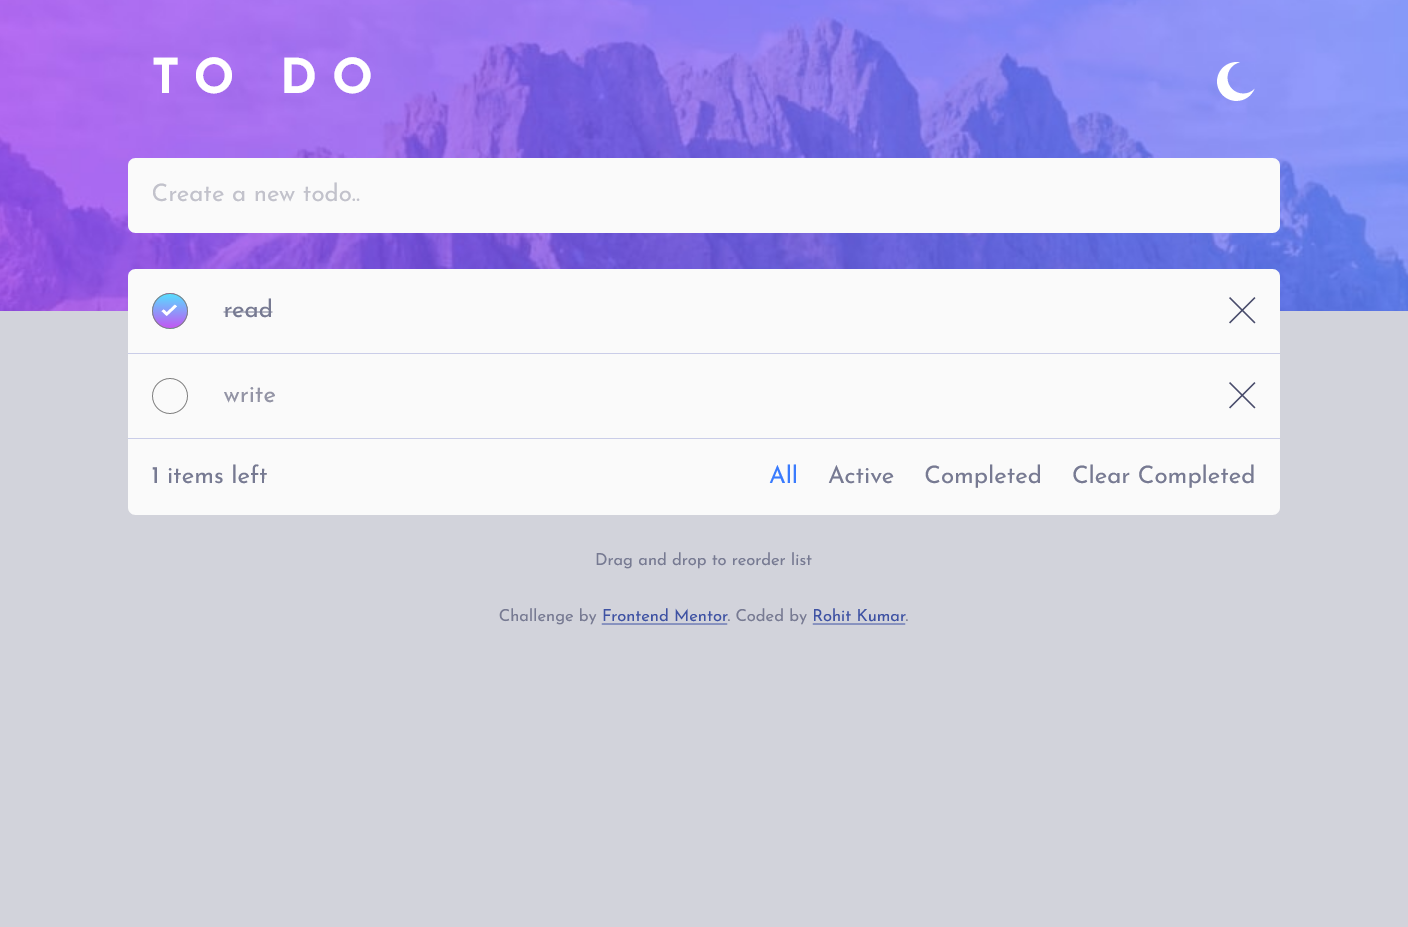 TO DO
Create a new todo..
read
write
1 items left
All Active Completed Clear Completed
Drag and drop to reorder list
Challenge by Frontend Mentor. Coded by Rohit Kumar.